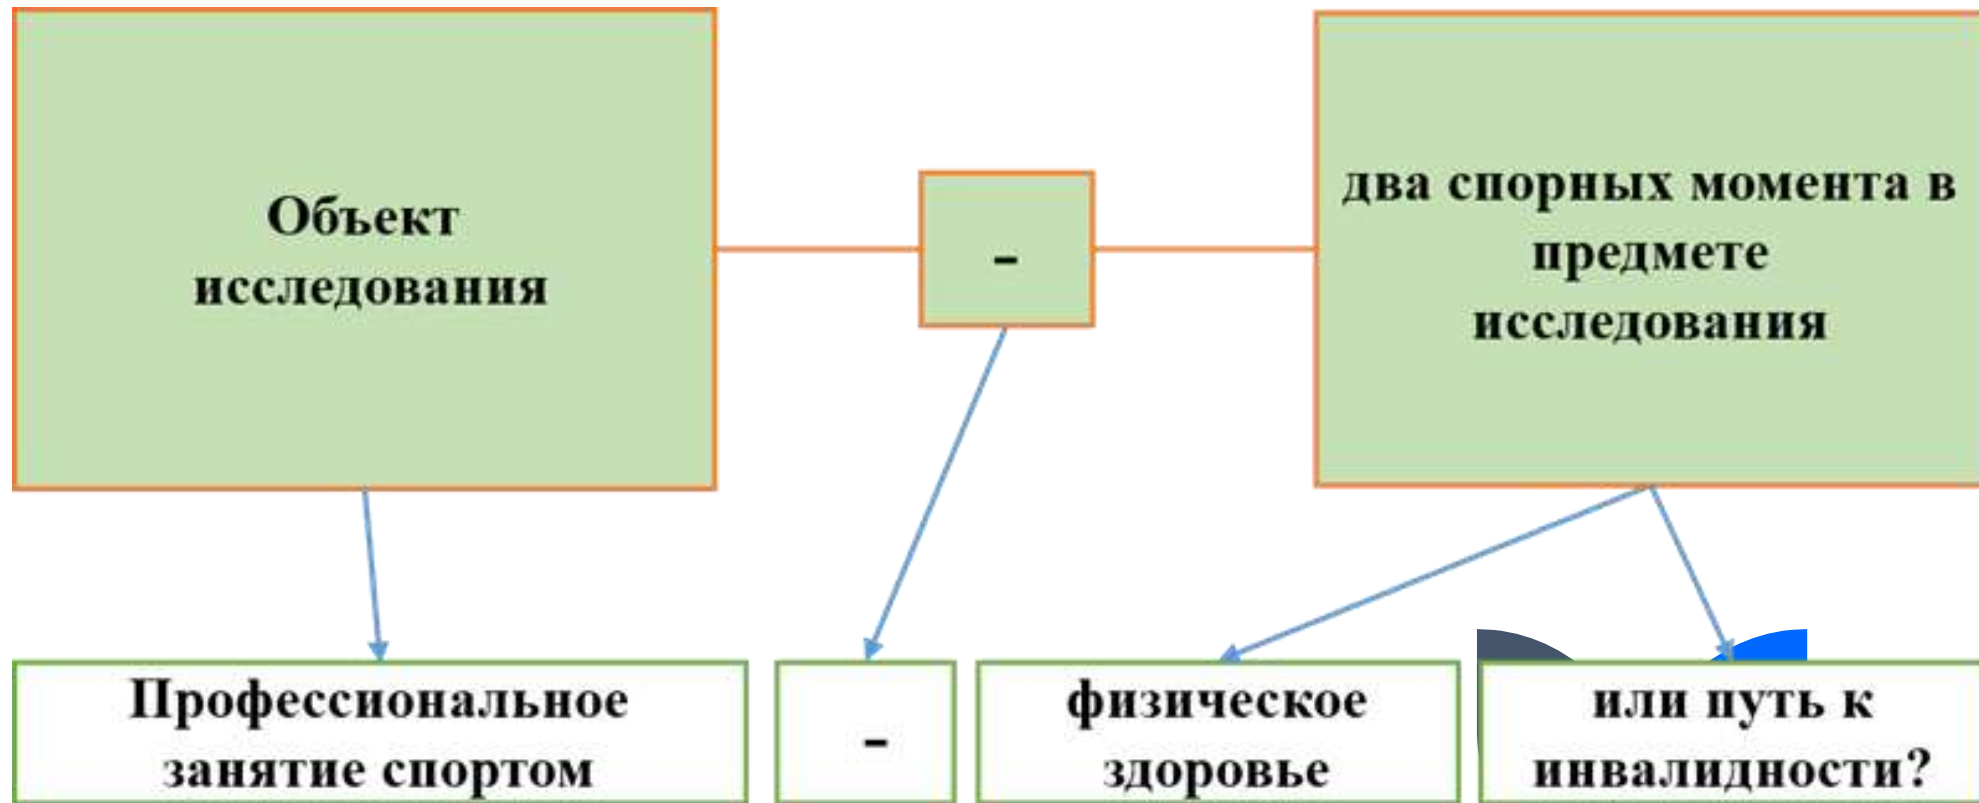 Объект
исследования
-
два спорных момента в
предмете
исследования
Профессиональное
занятие спортом
-
физическое
здоровье
или путь к
инвалидности?